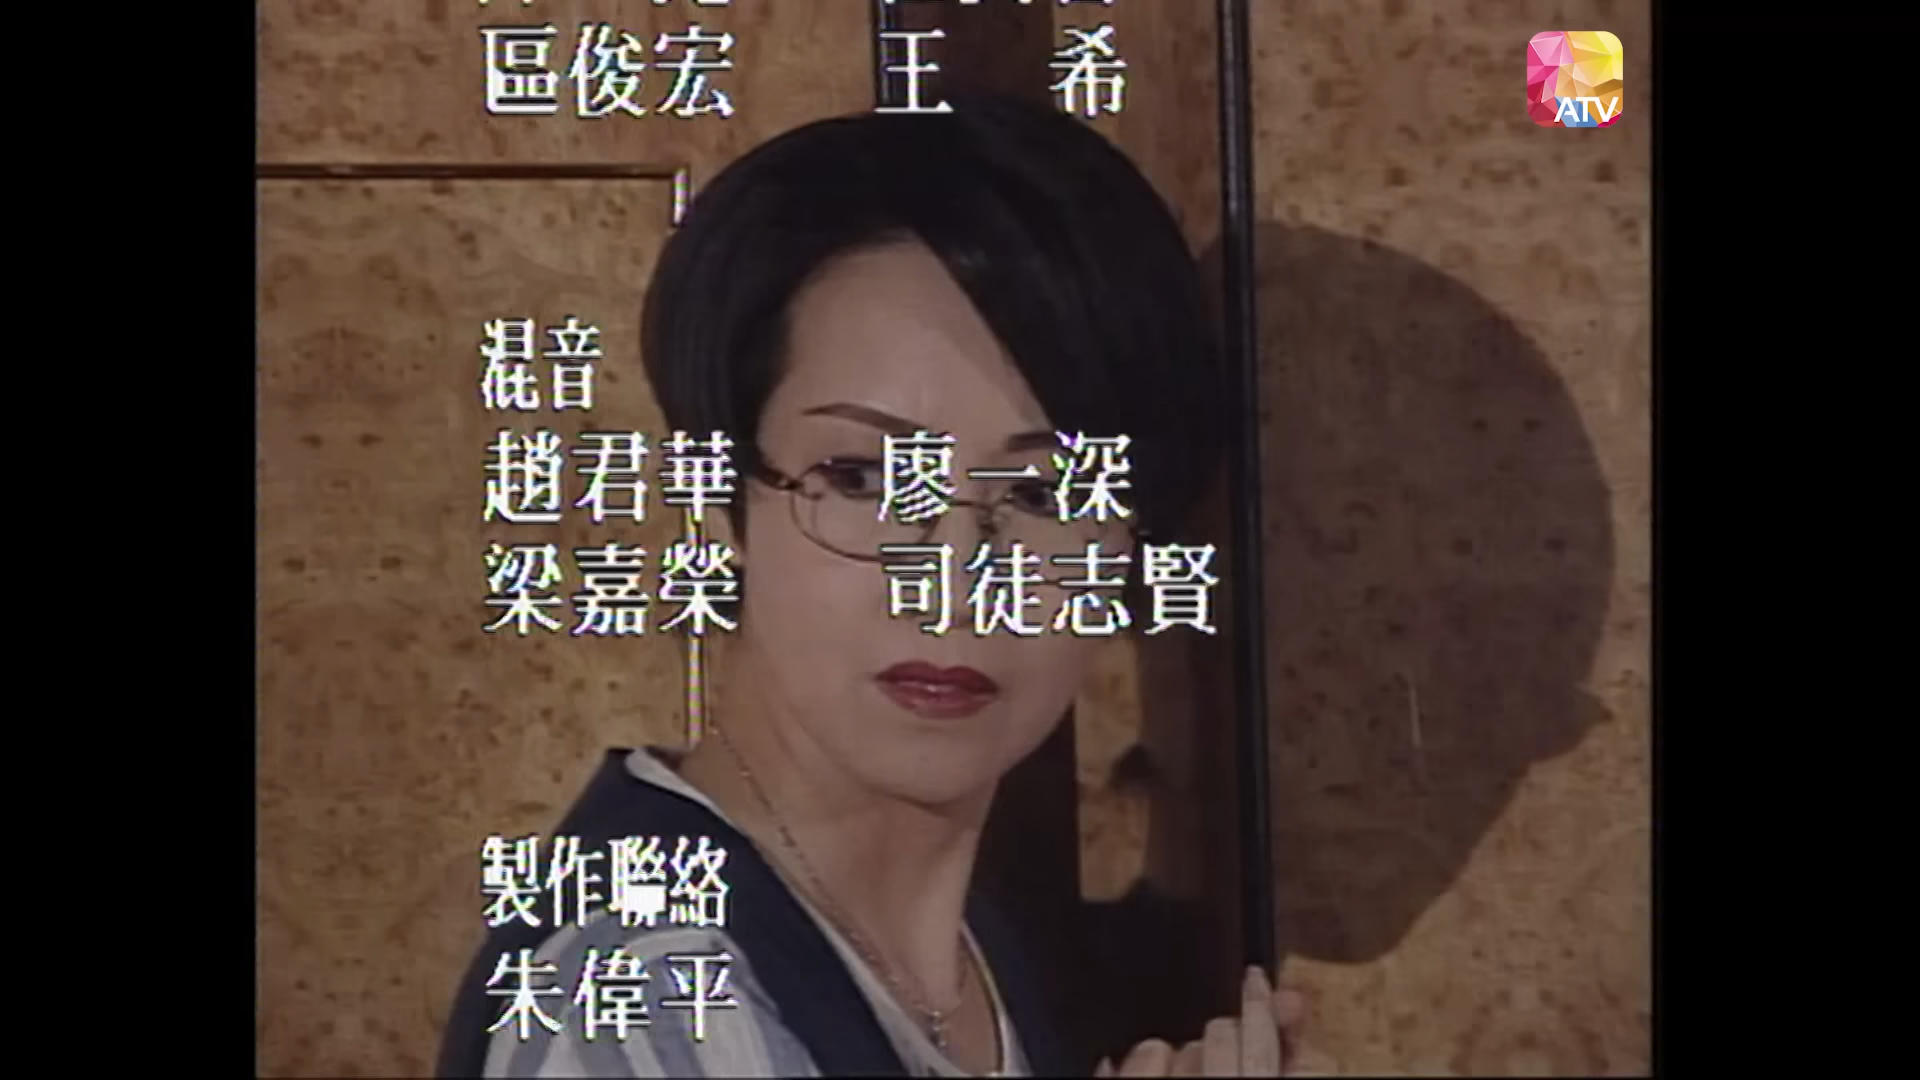 區俊宏 王希
ATV
混音
趙君華 廖一深
梁嘉榮 司徒志賢
製作聯絡
朱偉平